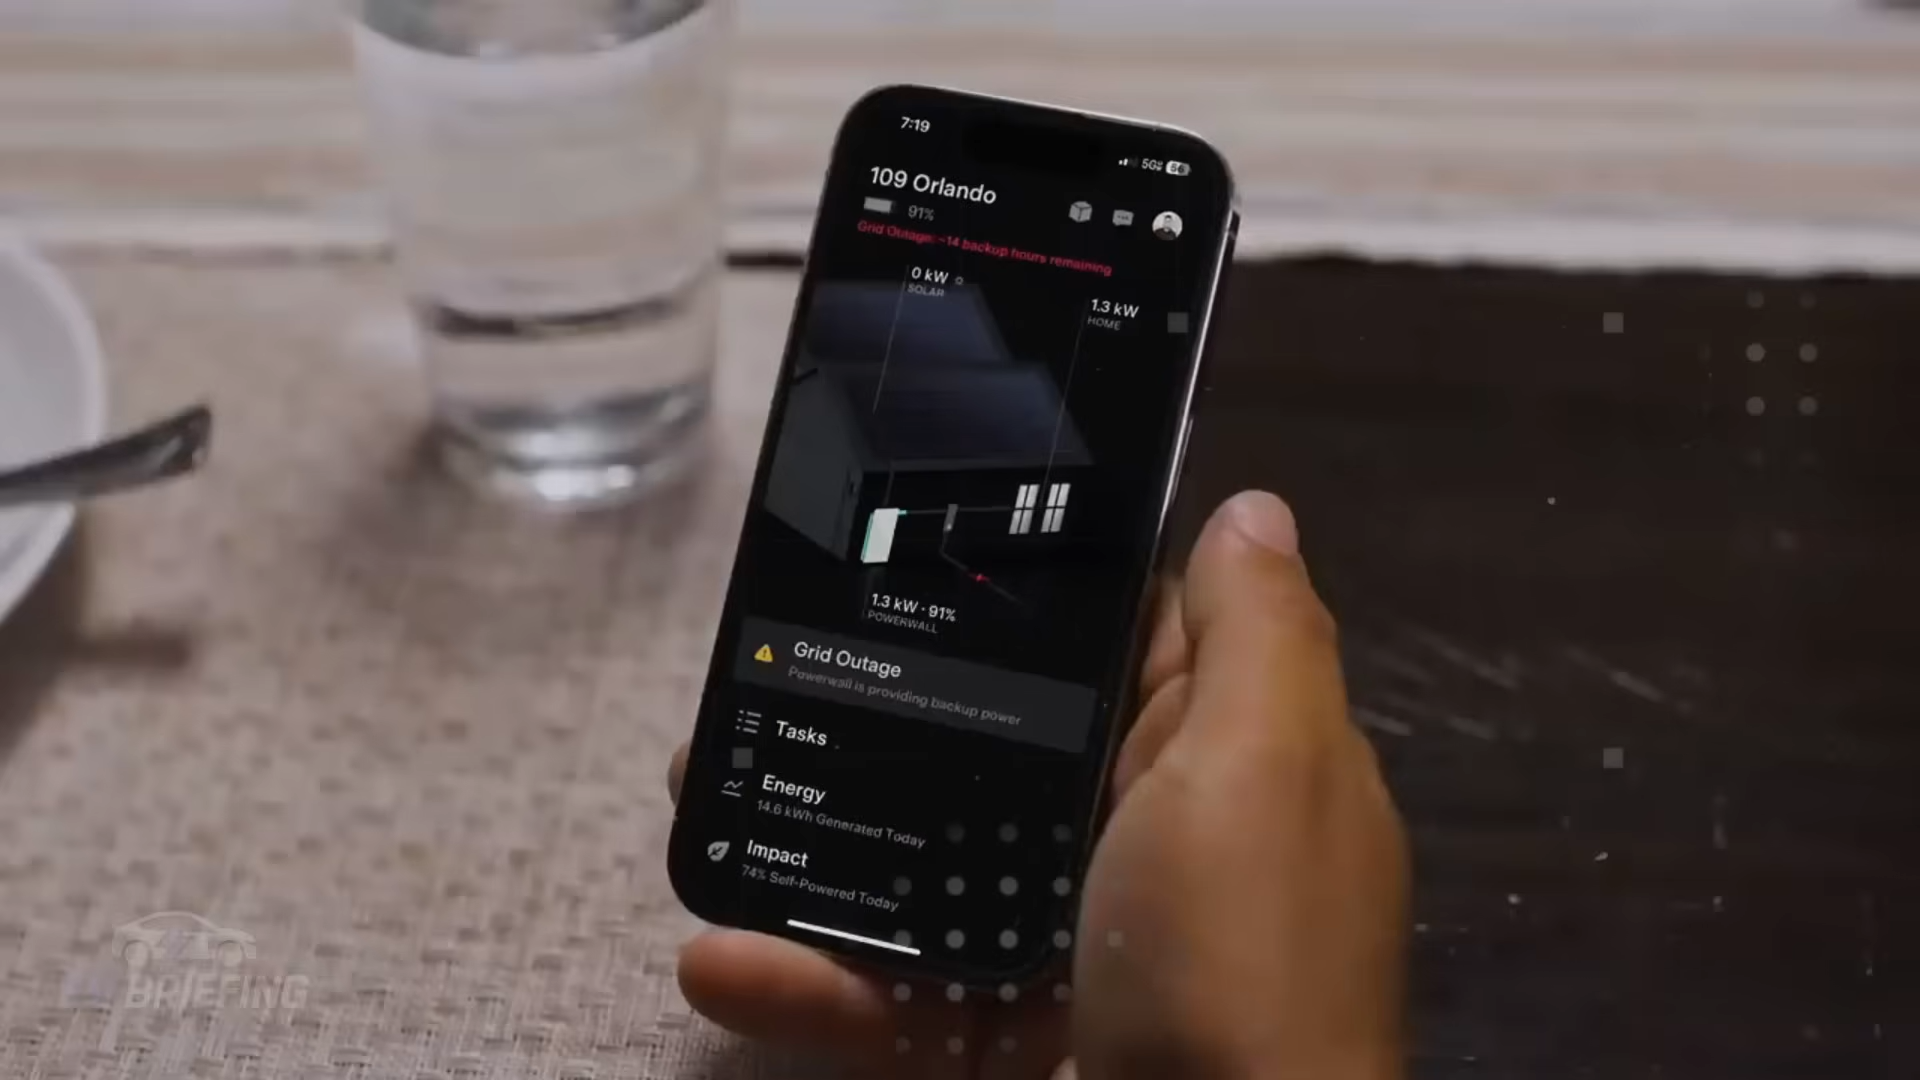 7:19
5G
56
109 Orlando
91%
Grid Outage: ~14 backup hours remaining
0 kW
SOLAR
1.3 kW
HOME
1.3 kW · 91%
POWERWALL
Grid Outage
Powerwall is providing backup power
Tasks
Energy
14.6 kWh Generated Today
Impact
74% Self-Powered Today
BRIEFING